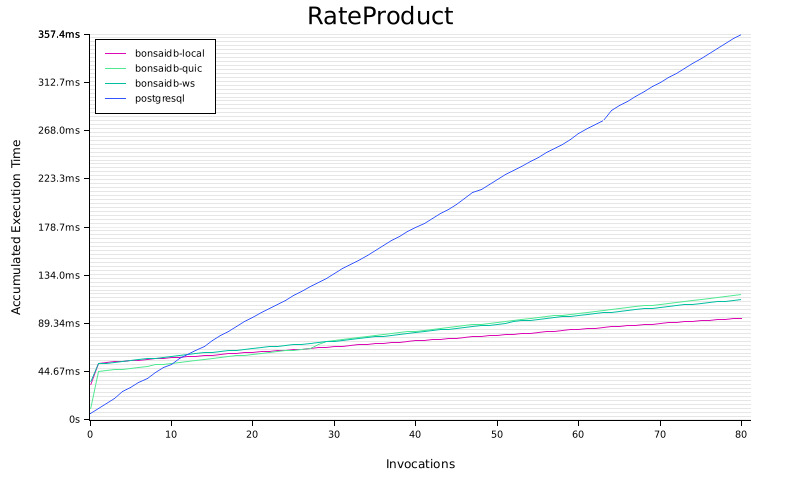 RateProduct
357.4ms
312.7ms
268.0ms
223.3ms
178.7ms
134.0ms
89.34ms
44.67ms
0s
bonsaidb-local
bonsaidb-quic
bonsaidb-ws
postgresql
Accumulated Execution Time
0 10 20 30 40 50 60 70 80
Invocations